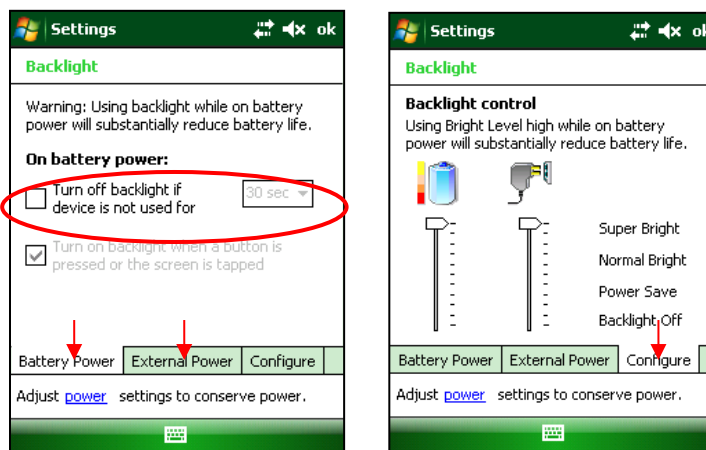 Settings ok
Backlight
Warning: Using backlight while on battery
power will substantially reduce battery life.
On battery power:
Turn off backlight if
device is not used for
30 sec
Turn on backlight when a button is
pressed or the screen is tapped
Battery Power External Power Configure
Adjust power settings to conserve power.
Settings ok
Backlight
Backlight control
Using Bright Level high while on battery
power will substantially reduce battery life.
Super Bright
Normal Bright
Power Save
Backlight Off
Battery Power External Power Configure
Adjust power settings to conserve power.